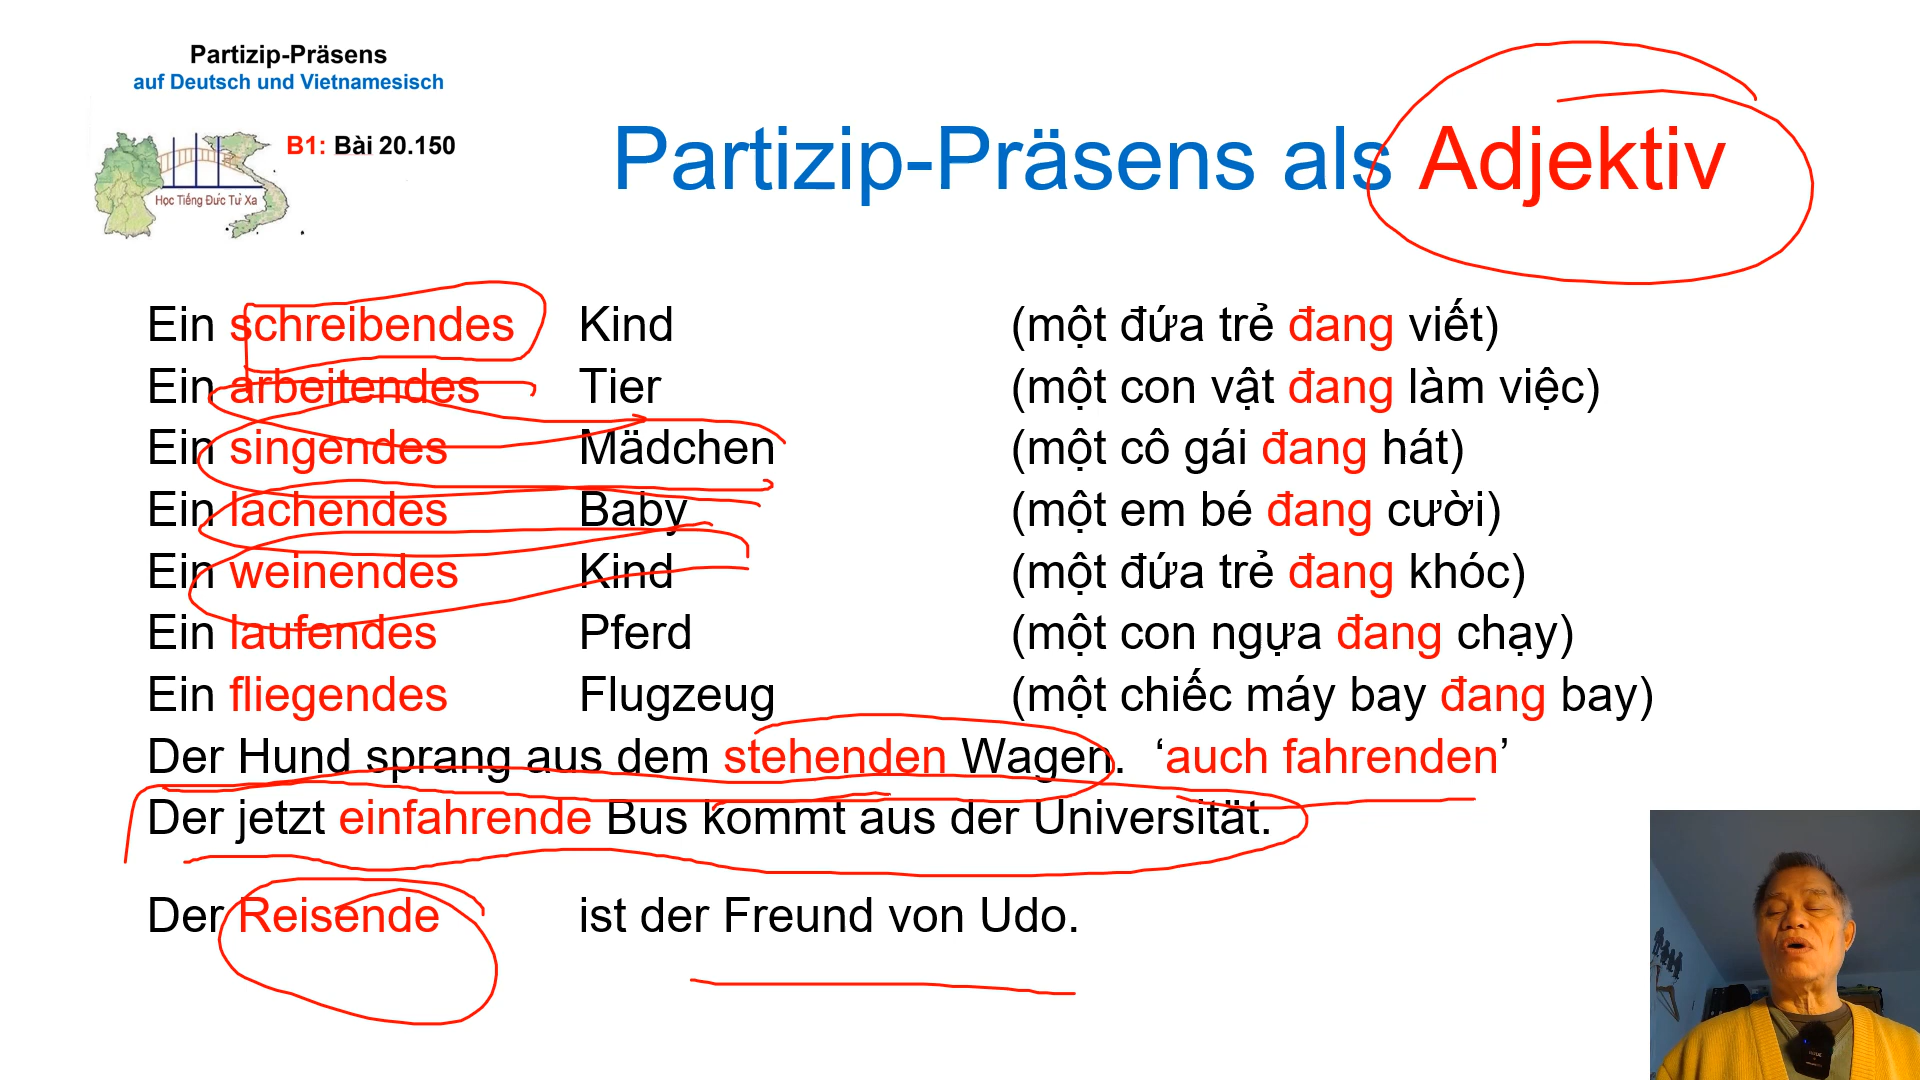 Partizip-Präsens
auf Deutsch und Vietnamesisch
B1: Bài 20.150
Học Tiếng Đức Từ Xa
Partizip-Präsens als Adjektiv
Ein schreibendes Kind (một đứa trẻ đang viết)
Ein arbeitendes Tier (một con vật đang làm việc)
Ein singendes Mädchen (một cô gái đang hát)
Ein lachendes Baby (một em bé đang cười)
Ein weinendes Kind (một đứa trẻ đang khóc)
Ein laufendes Pferd (một con ngựa đang chạy)
Ein fliegendes Flugzeug (một chiếc máy bay đang bay)
Der Hund sprang aus dem stehenden Wagen. ‘auch fahrenden’
Der jetzt einfahrende Bus kommt aus der Universität.
Der Reisende ist der Freund von Udo.